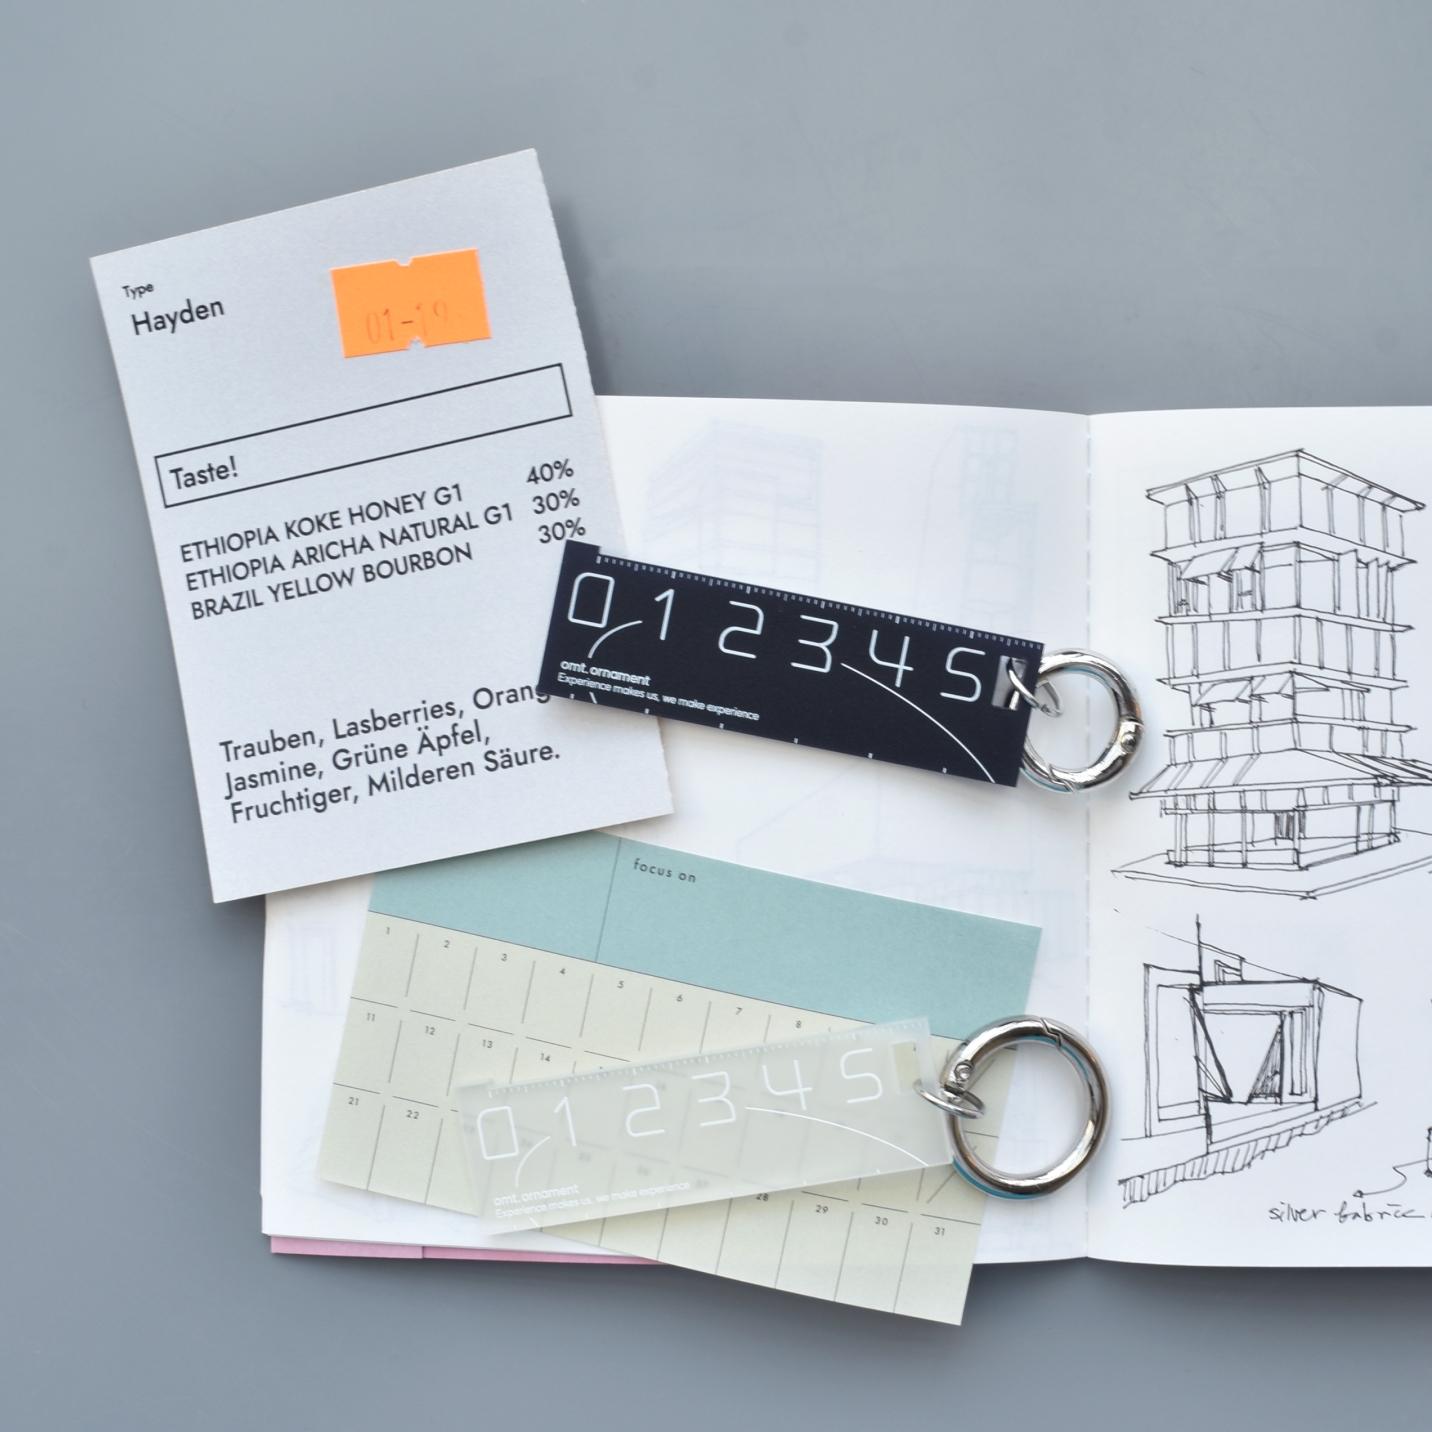 Type
Hayden
01-19
Taste!
ETHIOPIA KOKE HONEY G1 40%
ETHIOPIA ARICHA NATURAL G1 30%
BRAZIL YELLOW BOURBON 30%
Trauben, Lasberries, Orang
Jasmine, Grüne Äpfel,
Fruchtiger, Milderen Säure.
0 1 2 3 4 5
omt.ornament
Experience makes us, we make experience
focus on
1 2 3 4 5 6 7 8
11 12 13 14
21 22
28 29 30 31
0 1 2 3 4 5
omt.ornament
Experience makes us, we make experience
silver fabric